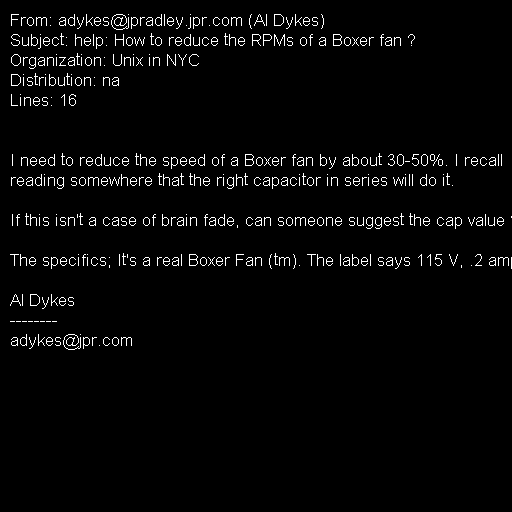 From: adykes@jpradley.jpr.com (Al Dykes)
Subject: help: How to reduce the RPMs of a Boxer fan ?
Organization: Unix in NYC
Distribution: na
Lines: 16
I need to reduce the speed of a Boxer fan by about 30-50%. I recall
reading somewhere that the right capacitor in series will do it.
If this isn't a case of brain fade, can someone suggest the cap value
The specifics; It's a real Boxer Fan (tm). The label says 115 V, .2
Al Dykes
--------
adykes@jpr.com